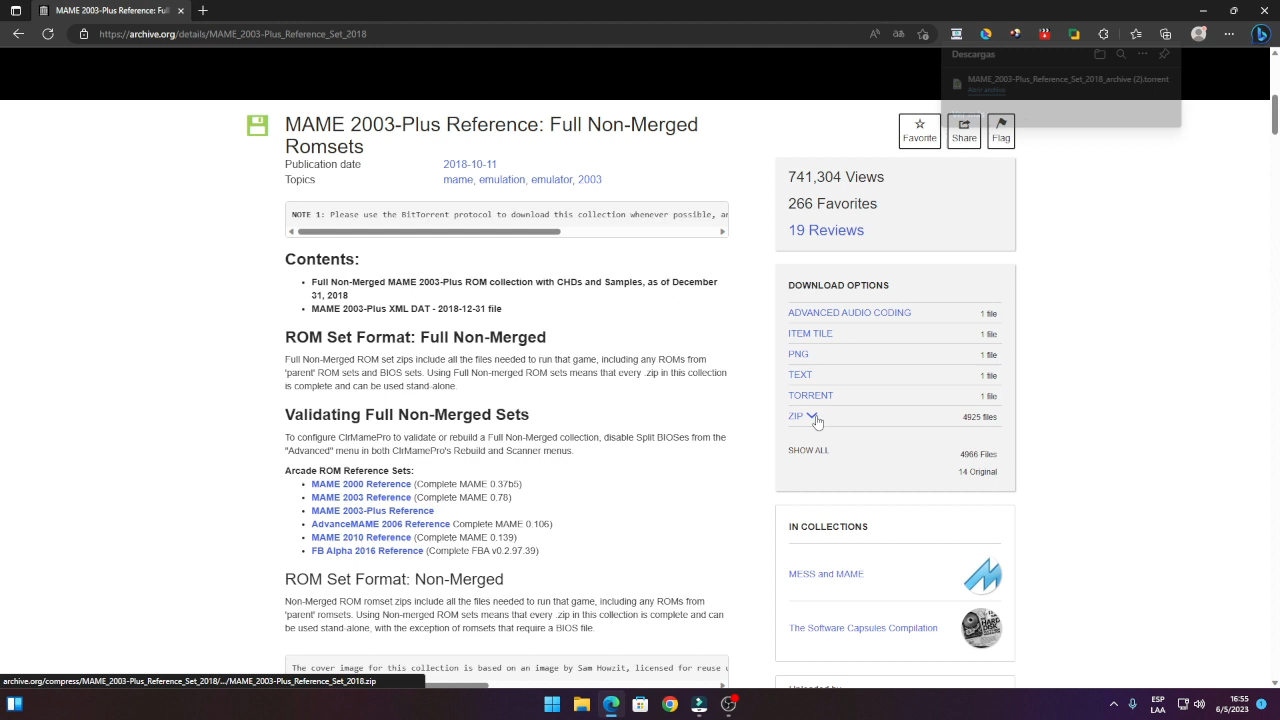 MAME 2003-Plus Reference: Full
https://archive.org/details/MAME_2003-Plus_Reference_Set_2018
Descargas
MAME_2003-Plus_Reference_Set_2018_archive (2).torrent
Abrir archivo
MAME 2003-Plus Reference: Full Non-Merged
Romsets
Favorite
Share
Flag
Publication date 2018-10-11
Topics mame, emulation, emulator, 2003
741,304 Views
266 Favorites
19 Reviews
NOTE 1: Please use the BitTorrent protocol to download this collection whenever possible, an
Contents:
Full Non-Merged MAME 2003-Plus ROM collection with CHDs and Samples, as of December
31, 2018
MAME 2003-Plus XML DAT - 2018-12-31 file
ROM Set Format: Full Non-Merged
Full Non-Merged ROM set zips include all the files needed to run that game, including any ROMs from
'parent' ROM sets and BIOS sets. Using Full Non-merged ROM sets means that every .zip in this collection
is complete and can be used stand-alone.
Validating Full Non-Merged Sets
To configure ClrMamePro to validate or rebuild a Full Non-Merged collection, disable Split BIOSes from the
"Advanced" menu in both ClrMamePro's Rebuild and Scanner menus.
Arcade ROM Reference Sets:
MAME 2000 Reference (Complete MAME 0.37b5)
MAME 2003 Reference (Complete MAME 0.78)
MAME 2003-Plus Reference
AdvanceMAME 2006 Reference Complete MAME 0.106)
MAME 2010 Reference (Complete MAME 0.139)
FB Alpha 2016 Reference (Complete FBA v0.2.97.39)
ROM Set Format: Non-Merged
Non-Merged ROM romset zips include all the files needed to run that game, including any ROMs from
'parent' romsets. Using Non-merged ROM sets means that every .zip in this collection is complete and can
be used stand-alone, with the exception of romsets that require a BIOS file.
The cover image for this collection is based on an image by Sam Howzit, licensed for reuse u
DOWNLOAD OPTIONS
ADVANCED AUDIO CODING 1 file
ITEM TILE 1 file
PNG 1 file
TEXT 1 file
TORRENT 1 file
ZIP 4925 files
SHOW ALL 4966 Files
14 Original
IN COLLECTIONS
MESS and MAME
The Software Capsules Compilation
archive.org/compress/MAME_2003-Plus_Reference_Set_2018/.../MAME_2003-Plus_Reference_Set_2018.zip
ESP
LAA
16:55
6/5/2023